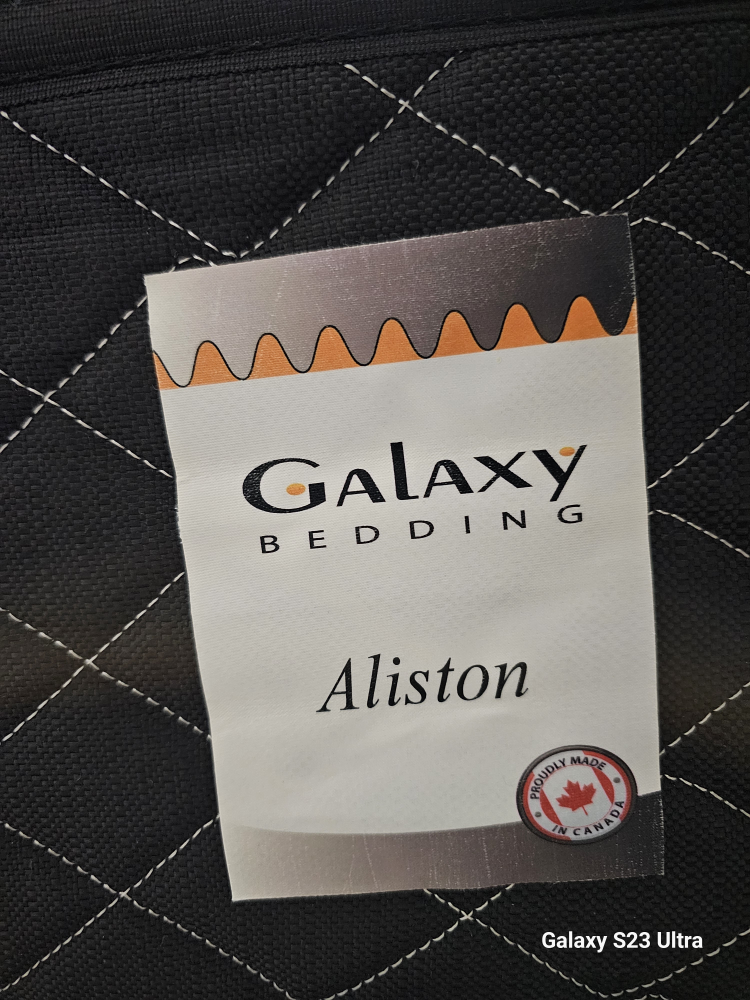 Galaxy
BEDDING
Aliston
PROUDLY MADE
IN CANADA
Galaxy S23 Ultra